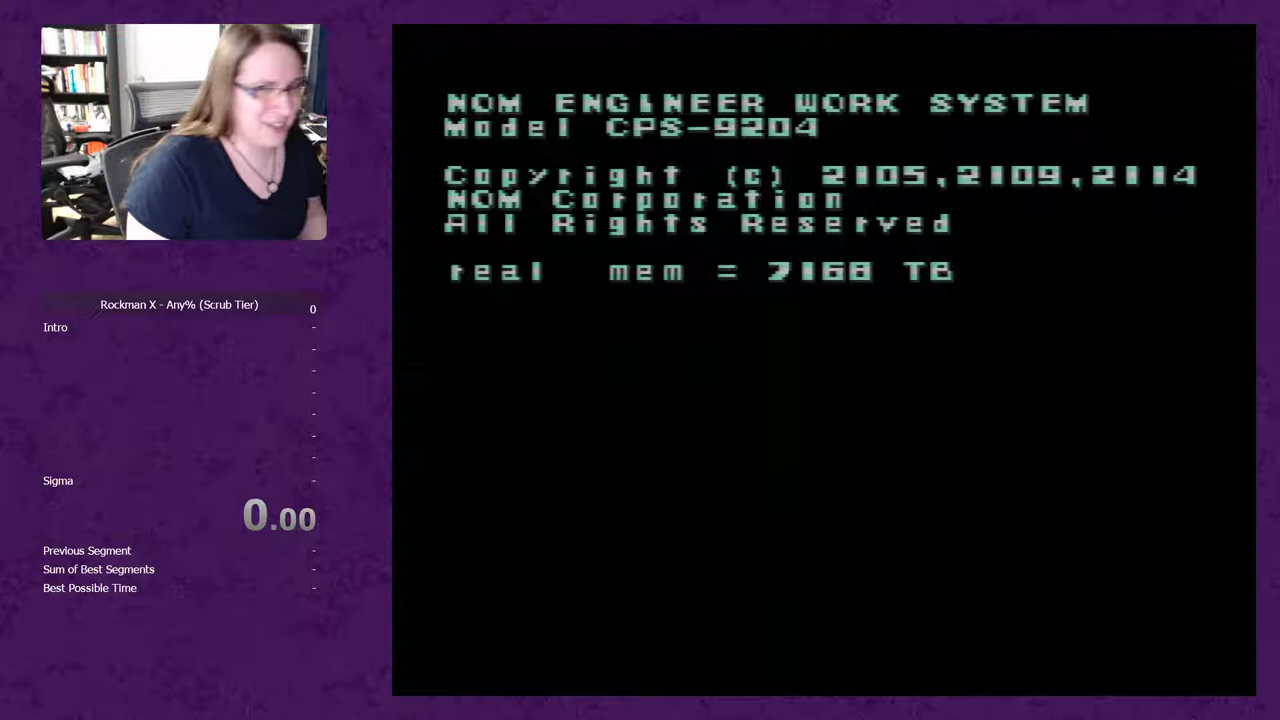 NOM ENGINEER WORK SYSTEM
Model CPS-9204
Copyright (c) 2105,2109,2114
NOM Corporation
All Rights Reserved
real mem = 7168 TB
Rockman X - Any% (Scrub Tier)
0
Intro -
-
-
-
-
-
-
Sigma -
0.00
Previous Segment -
Sum of Best Segments -
Best Possible Time -